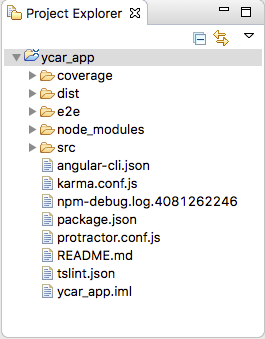 Project Explorer
ycar_app
coverage
dist
e2e
node_modules
src
angular-cli.json
karma.conf.js
npm-debug.log.4081262246
package.json
protractor.conf.js
README.md
tslint.json
ycar_app.iml